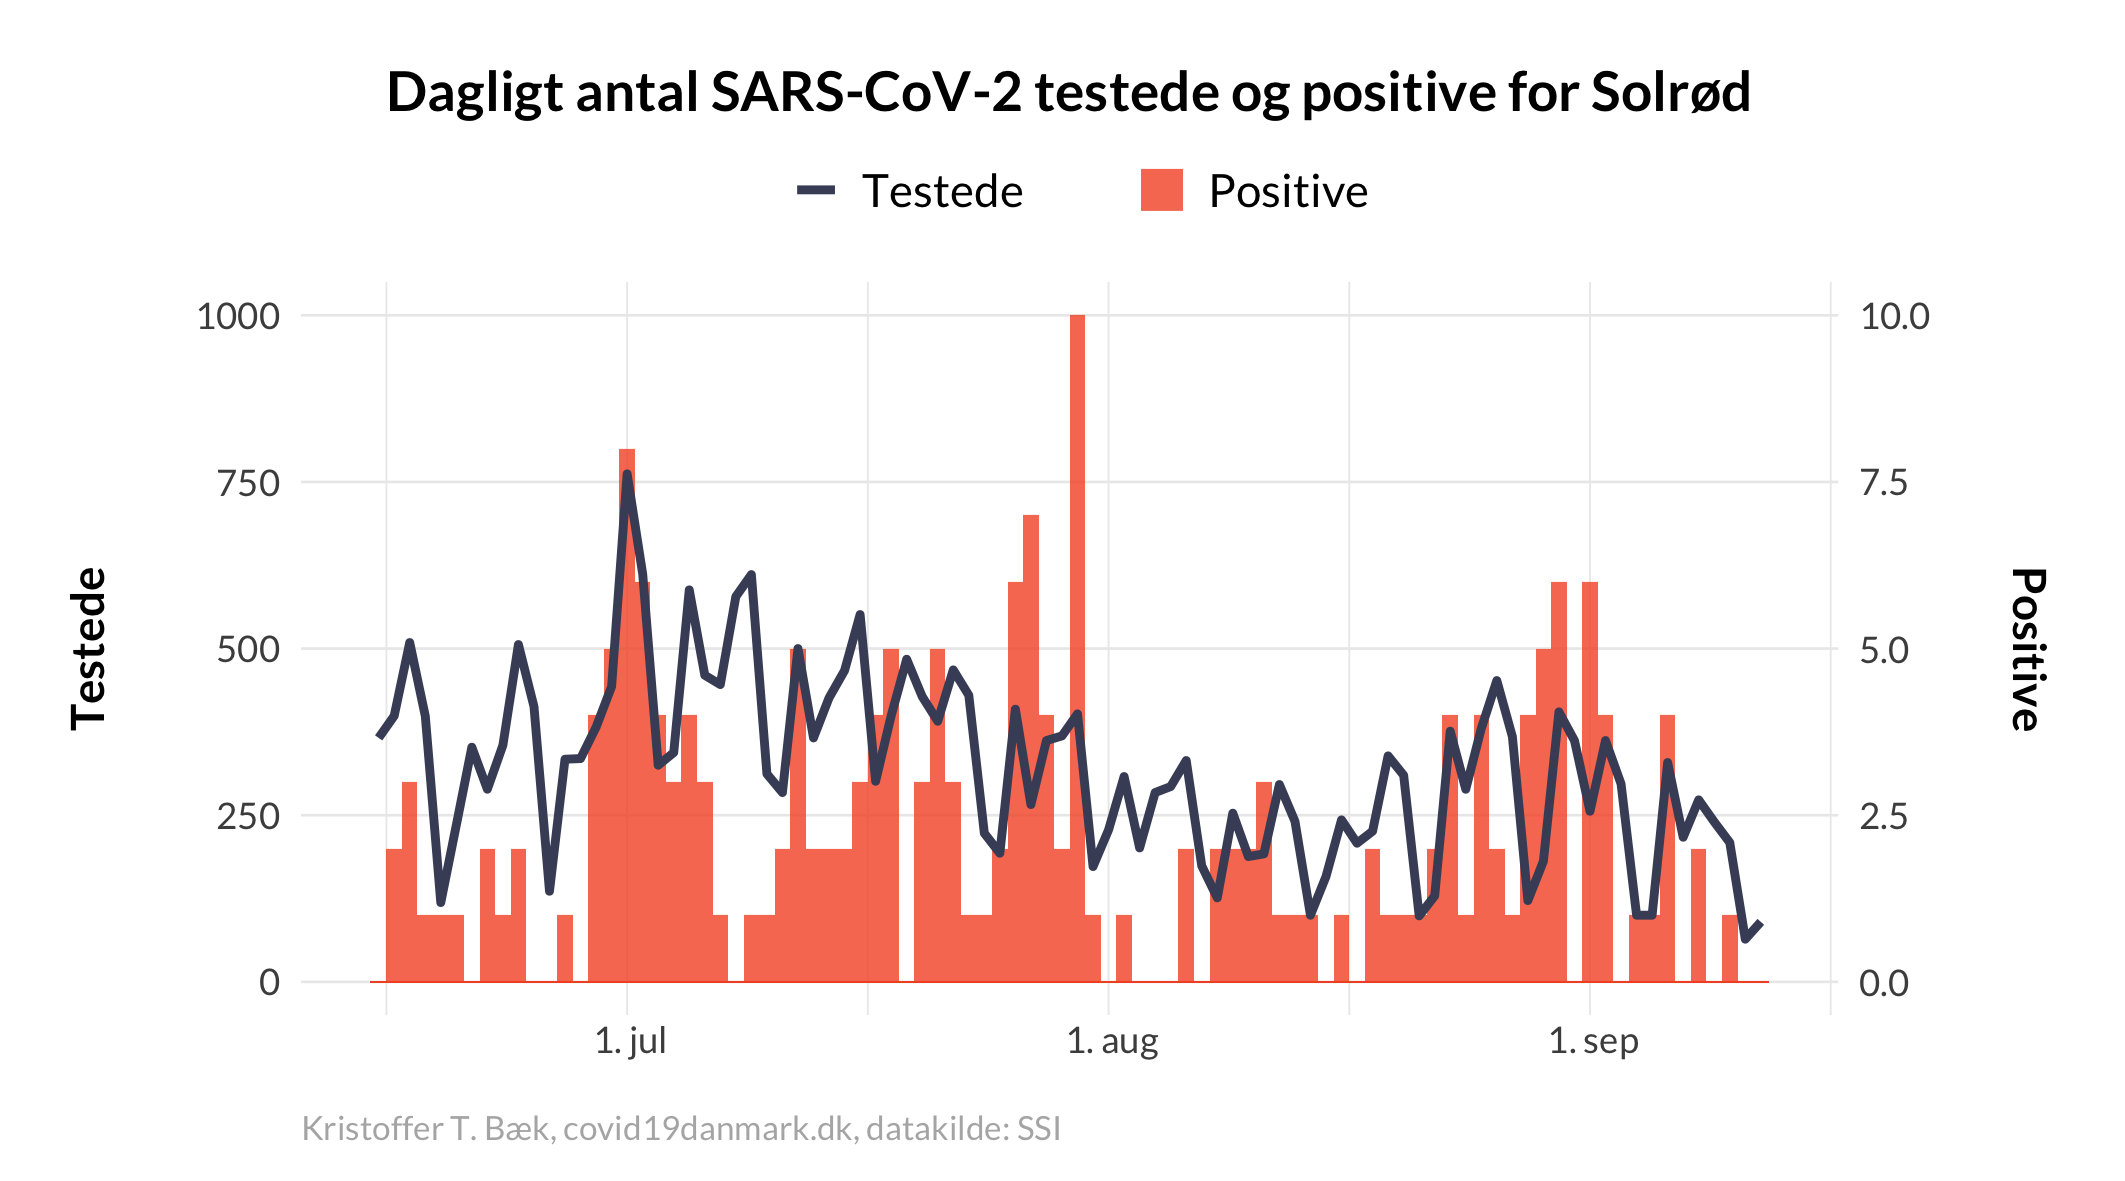 Dagligt antal SARS-CoV-2 testede og positive for Solrød
Testede Positive
1000 10.0
750 7.5
500 5.0
250 2.5
0 0.0
Testede
Positive
1. jul 1. aug 1. sep
Kristoffer T. Bæk, covid19danmark.dk, datakilde: SSI